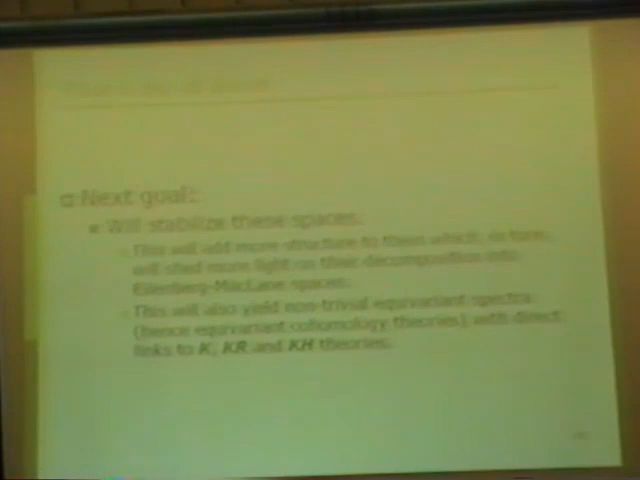 Next goal:
Will stabilize these spaces.
This will add more structure to them which, in turn,
will shed more light on their decomposition into
Eilenberg-MacLane spaces.
This will also yield non-trivial equivariant spectra
(hence equivariant cohomology theories) with direct
links to K, KR and KH theories.